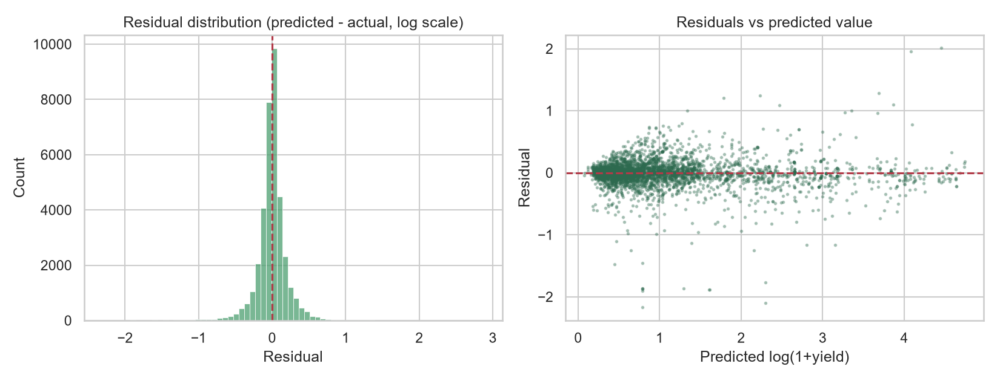 Residual distribution (predicted - actual, log scale)
10000
8000
6000
4000
2000
0
Count
−2 −1 0 1 2 3
Residual
Residuals vs predicted value
2
1
0
−1
−2
Residual
0 1 2 3 4
Predicted log(1+yield)